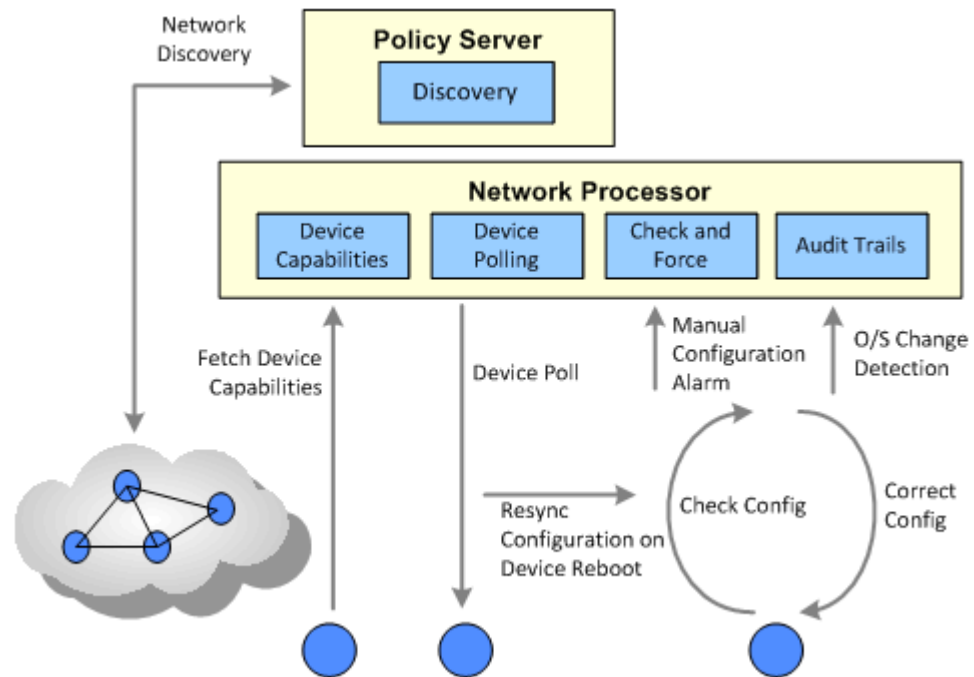 Network
Discovery
Policy Server
Discovery
Network Processor
Device
Capabilities
Device
Polling
Check and
Force
Audit Trails
Fetch Device
Capabilities
Device Poll
Manual
Configuration
Alarm
O/S Change
Detection
Resync
Configuration on
Device Reboot
Check Config
Correct
Config